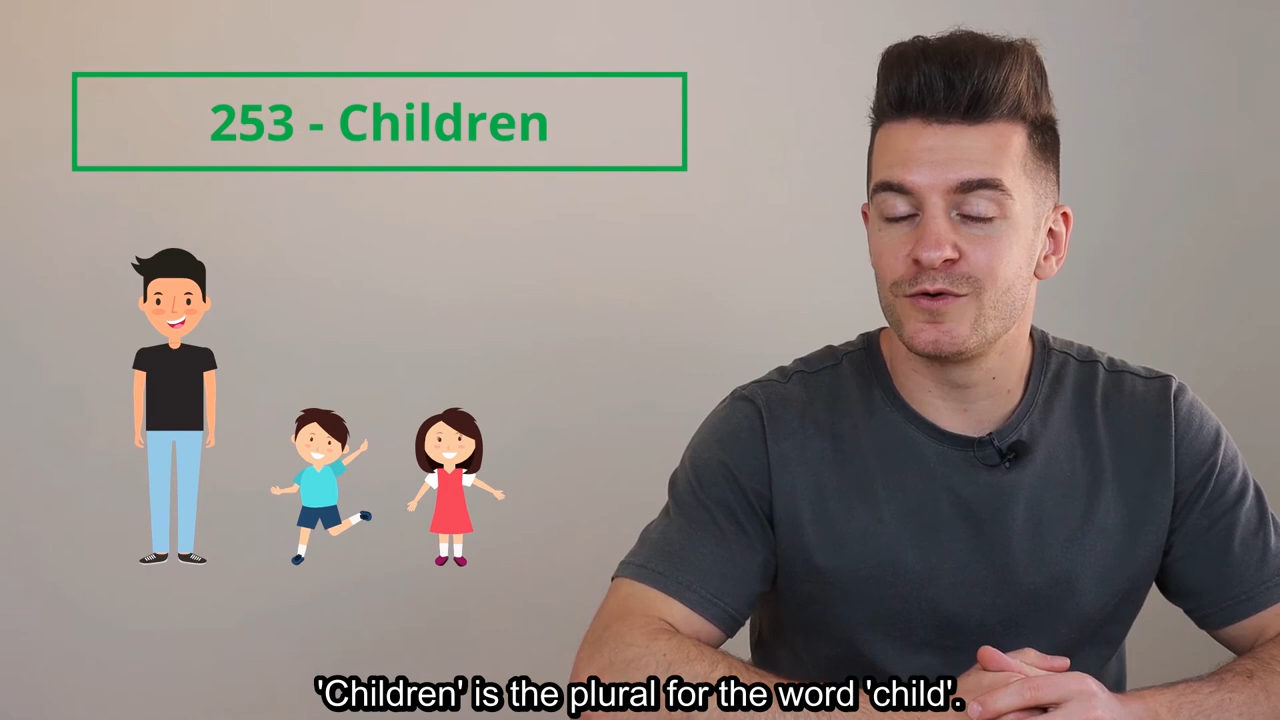 253 - Children
'Children' is the plural for the word 'child'.